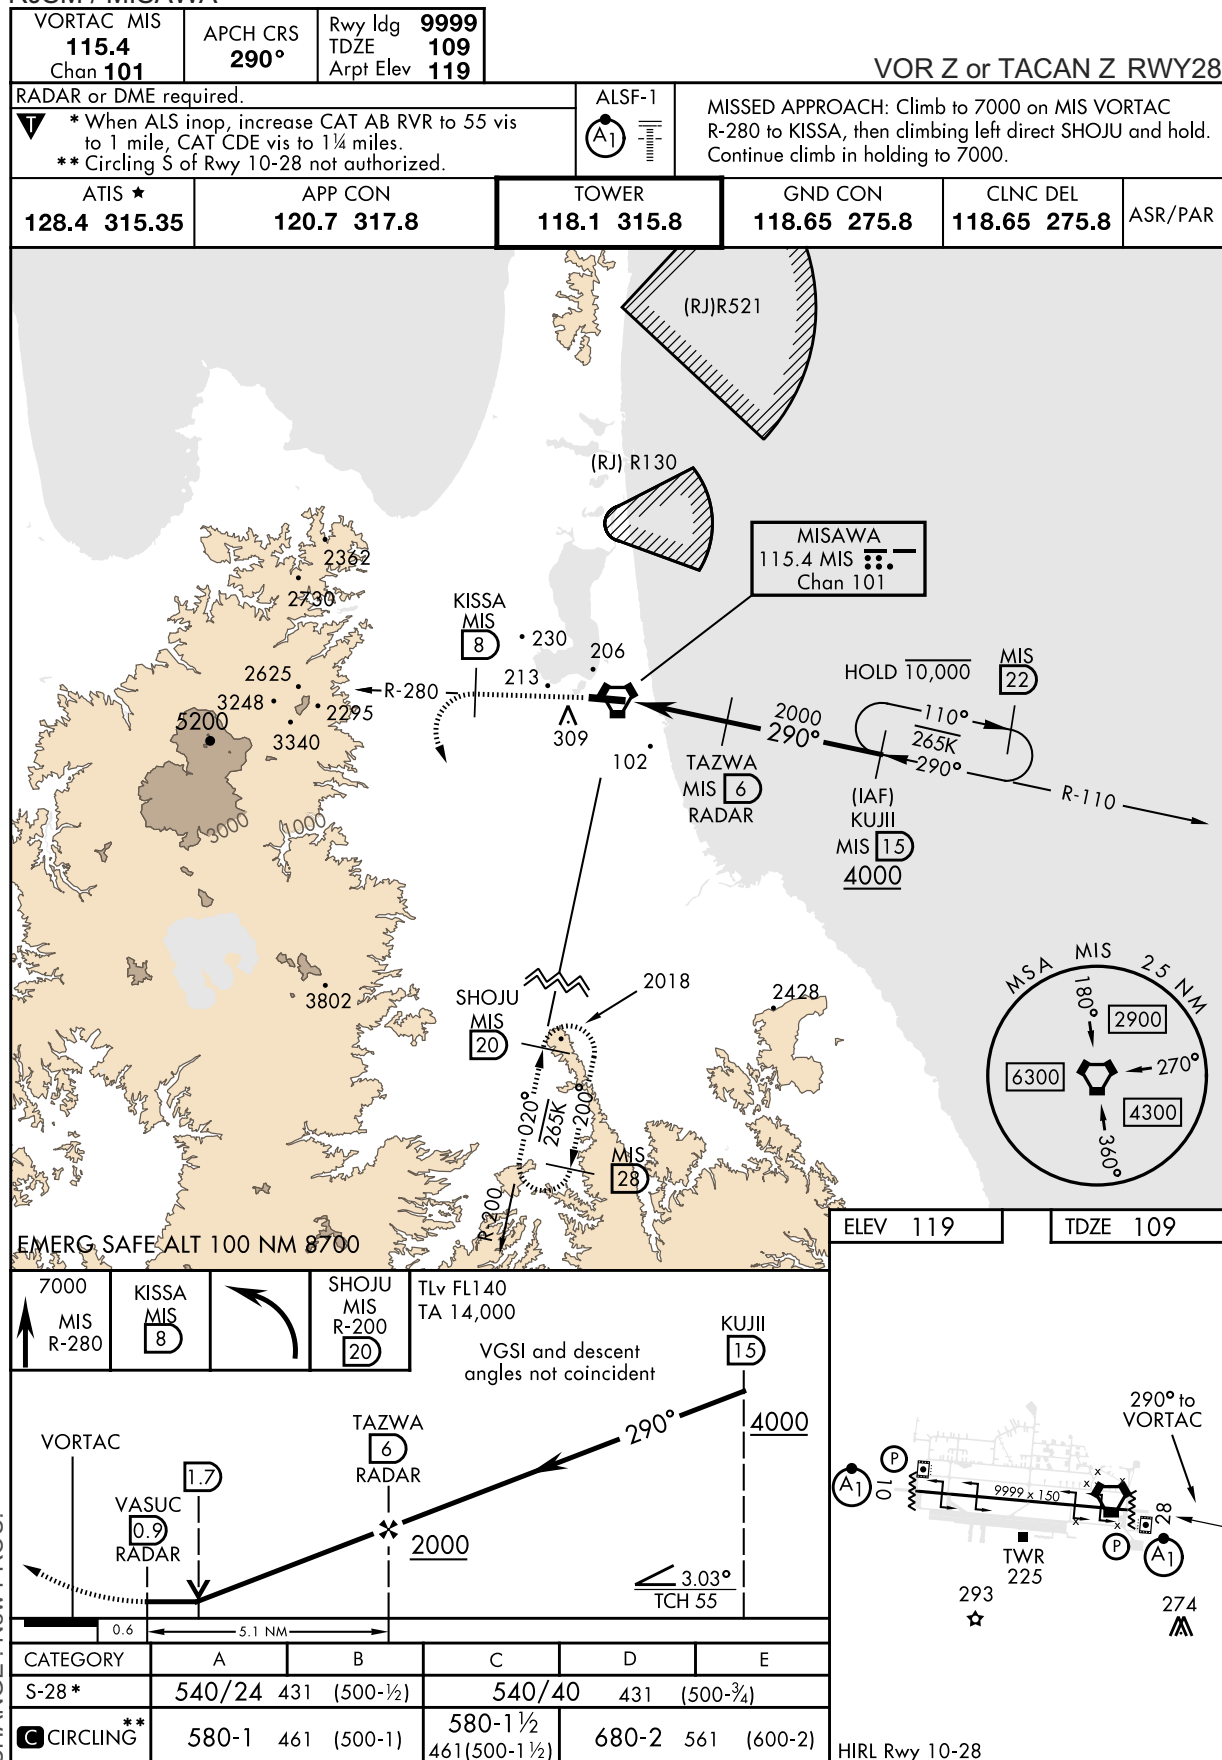 VORTAC MIS
115.4
Chan 101
APCH CRS
290°
Rwy ldg 9999
TDZE 109
Arpt Elev 119
VOR Z or TACAN Z RWY28
RADAR or DME required.
T
* When ALS inop, increase CAT AB RVR to 55 vis
to 1 mile, CAT CDE vis to 1¼ miles.
** Circling S of Rwy 10-28 not authorized.
ALSF-1
A1
MISSED APPROACH: Climb to 7000 on MIS VORTAC
R-280 to KISSA, then climbing left direct SHOJU and hold.
Continue climb in holding to 7000.
ATIS ★
128.4 315.35
APP CON
120.7 317.8
TOWER
118.1 315.8
GND CON
118.65 275.8
CLNC DEL
118.65 275.8
ASR/PAR
(RJ)R521
(RJ) R130
MISAWA
115.4 MIS
Chan 101
2362
2730
KISSA
MIS
8
230
206
213
2625
3248
2295
5200
3340
R-280
309
102
HOLD 10,000
MIS
22
2000
290°
110°
265K
290°
TAZWA
MIS 6
RADAR
(IAF)
KUJII
MIS 15
4000
R-110
3000
1000
3802
SHOJU
MIS
20
2018
2428
020°
265K
200°
MIS
28
R-200
MSA MIS 25 NM
180°
2900
6300
270°
4300
360°
EMERG SAFE ALT 100 NM 8700
ELEV 119
TDZE 109
7000
MIS
R-280
KISSA
MIS
8
SHOJU
MIS
R-200
20
TLv FL140
TA 14,000
VGSI and descent
angles not coincident
KUJII
15
290°
4000
TAZWA
6
RADAR
2000
VORTAC
1.7
VASUC
0.9
RADAR
3.03°
TCH 55
0.6
5.1 NM
290° to
VORTAC
A1
P
10
9999 x 150
x
x
x
x
x
28
P
A1
TWR
225
293
274
CATEGORY A B C D E
S-28 * 540/24 431 (500-½) 540/40 431 (500-¾)
C CIRCLING ** 580-1 461 (500-1) 580-1½ 461(500-1½) 680-2 561 (600-2)
HIRL Rwy 10-28